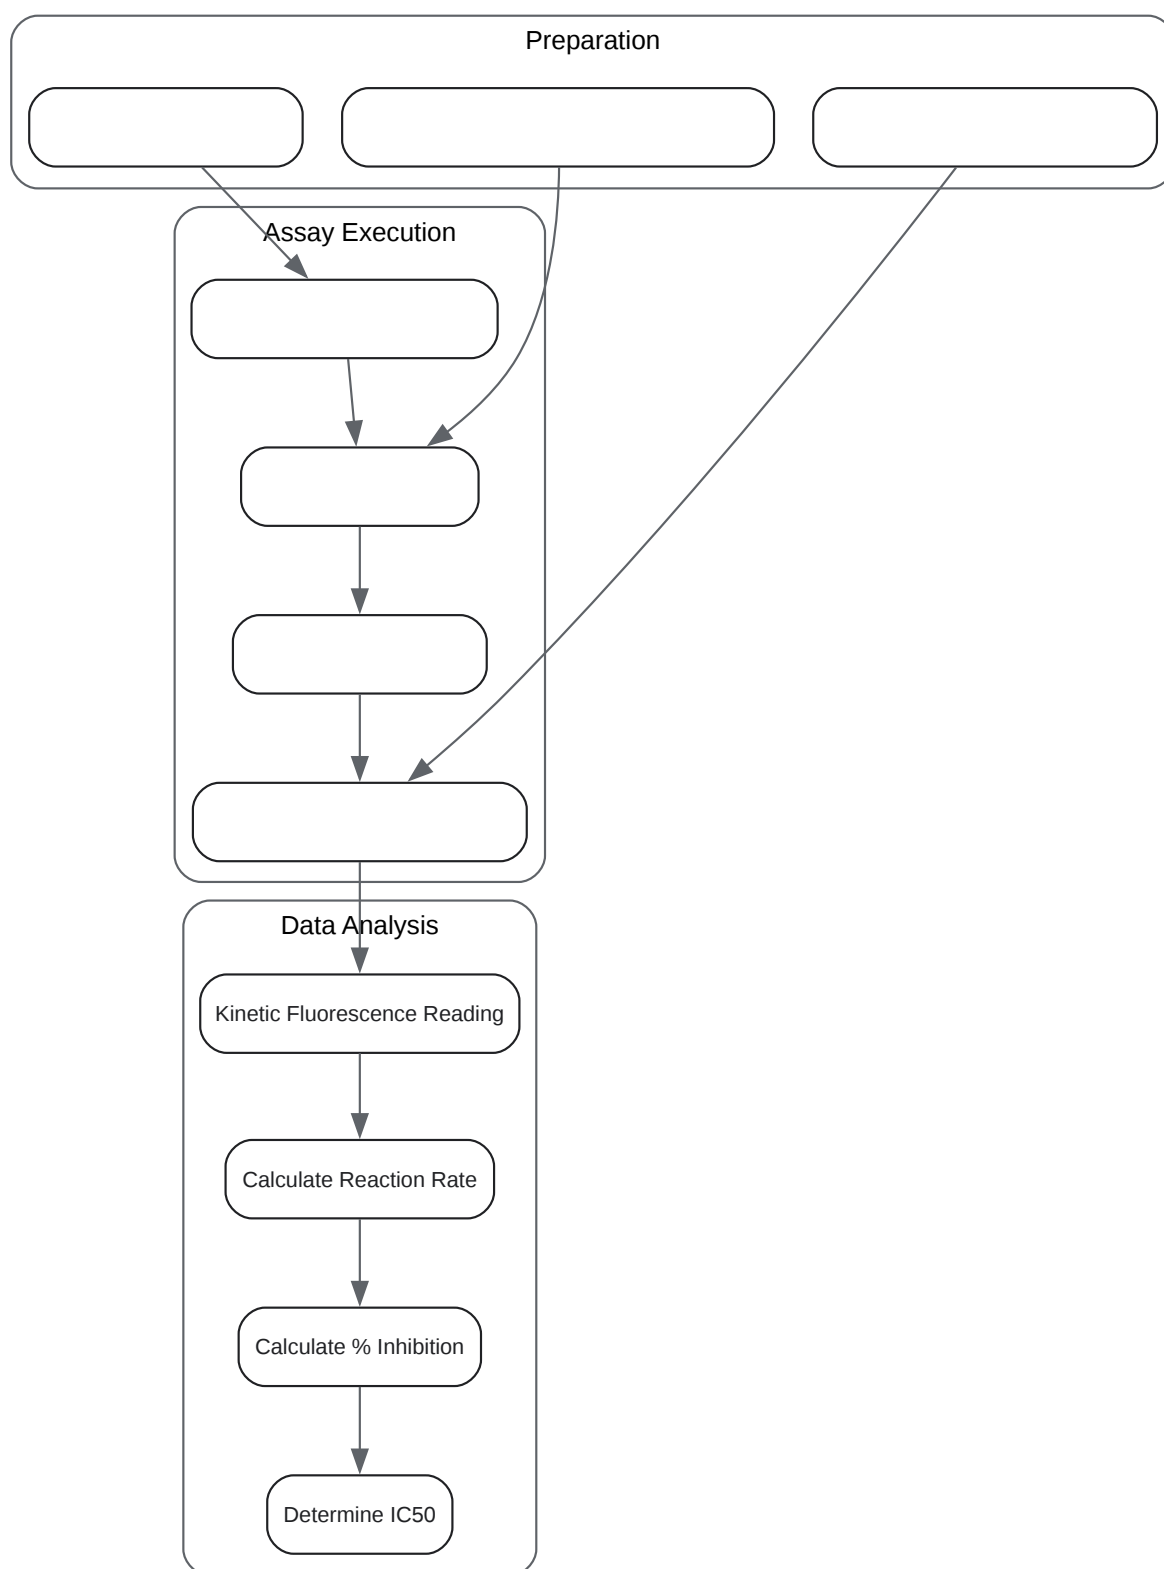 Preparation
Assay Execution
Data Analysis
Kinetic Fluorescence Reading
Calculate Reaction Rate
Calculate % Inhibition
Determine IC50